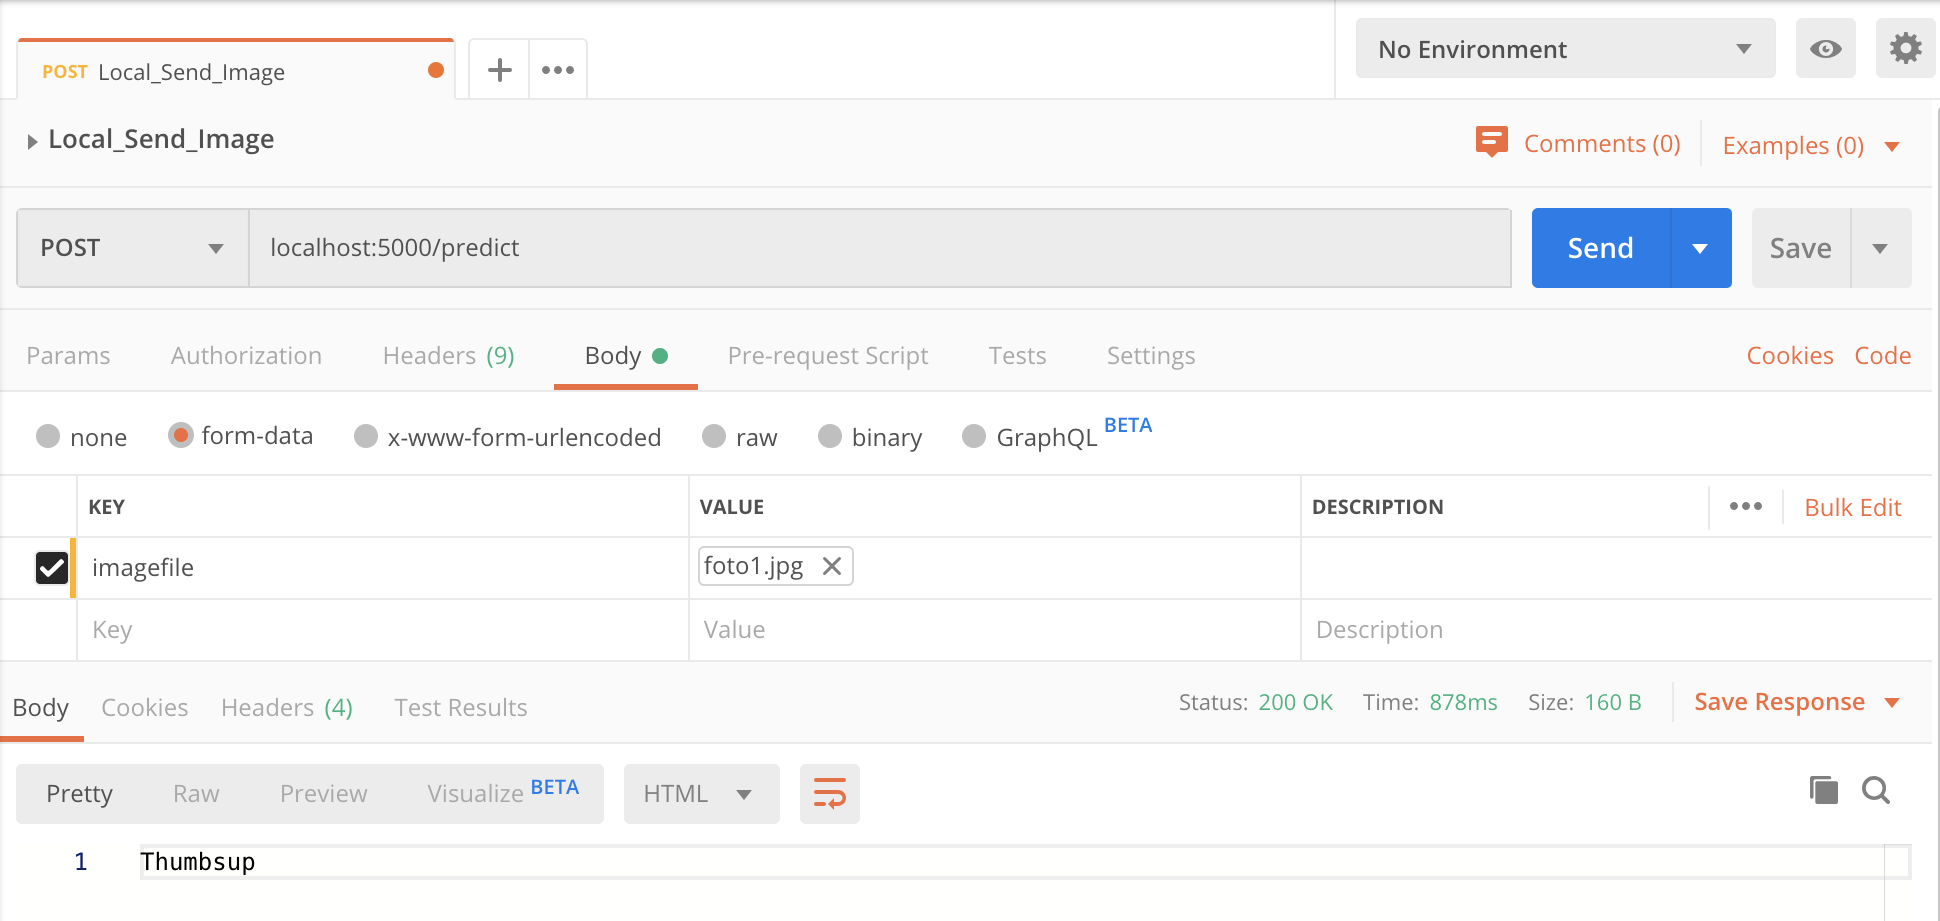 POST Local_Send_Image
No Environment
Local_Send_Image
Comments (0) Examples (0)
POST localhost:5000/predict Send Save
Params Authorization Headers (9) Body Pre-request Script Tests Settings Cookies Code
none form-data x-www-form-urlencoded raw binary GraphQL BETA
KEY VALUE DESCRIPTION Bulk Edit
imagefile foto1.jpg
Key Value Description
Body Cookies Headers (4) Test Results Status: 200 OK Time: 878ms Size: 160 B Save Response
Pretty Raw Preview Visualize BETA HTML
1 Thumbsup